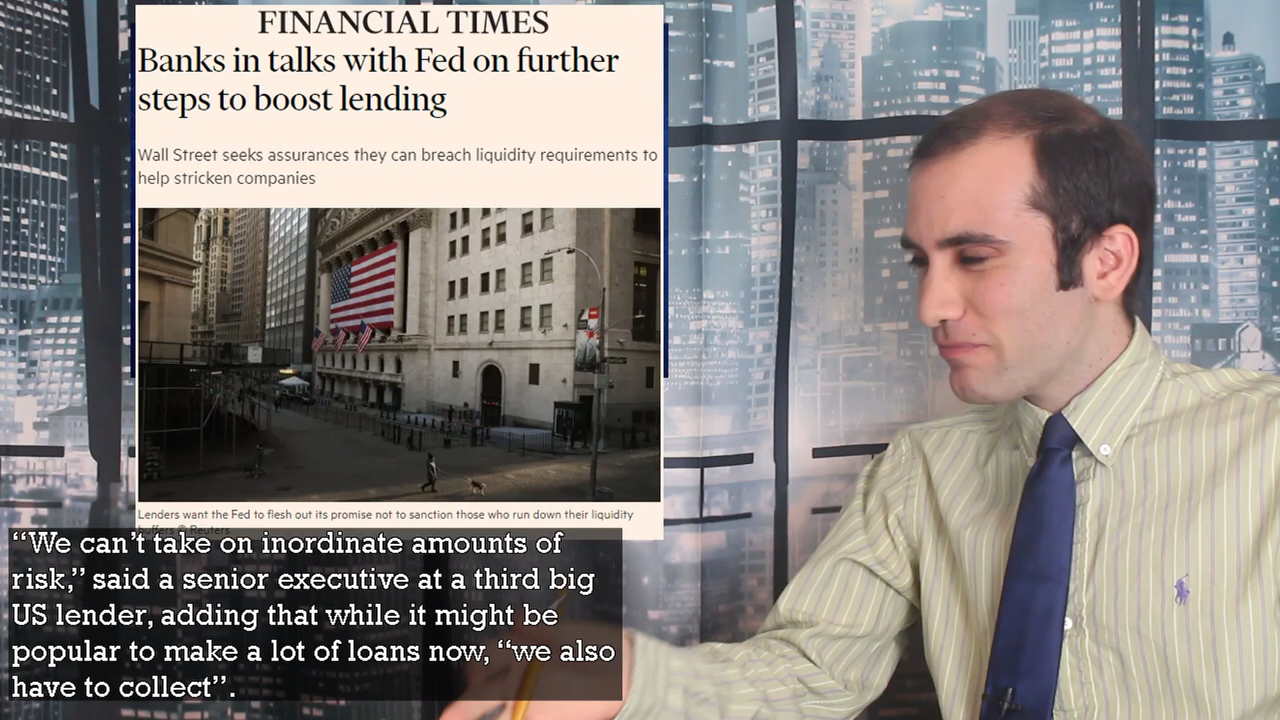 FINANCIAL TIMES
Banks in talks with Fed on further
steps to boost lending
Wall Street seeks assurances they can breach liquidity requirements to
help stricken companies
Lenders want the Fed to flesh out its promise not to sanction those who run down their liquidity
buffers © Reuters
“We can’t take on inordinate amounts of
risk,” said a senior executive at a third big
US lender, adding that while it might be
popular to make a lot of loans now, “we also
have to collect”.